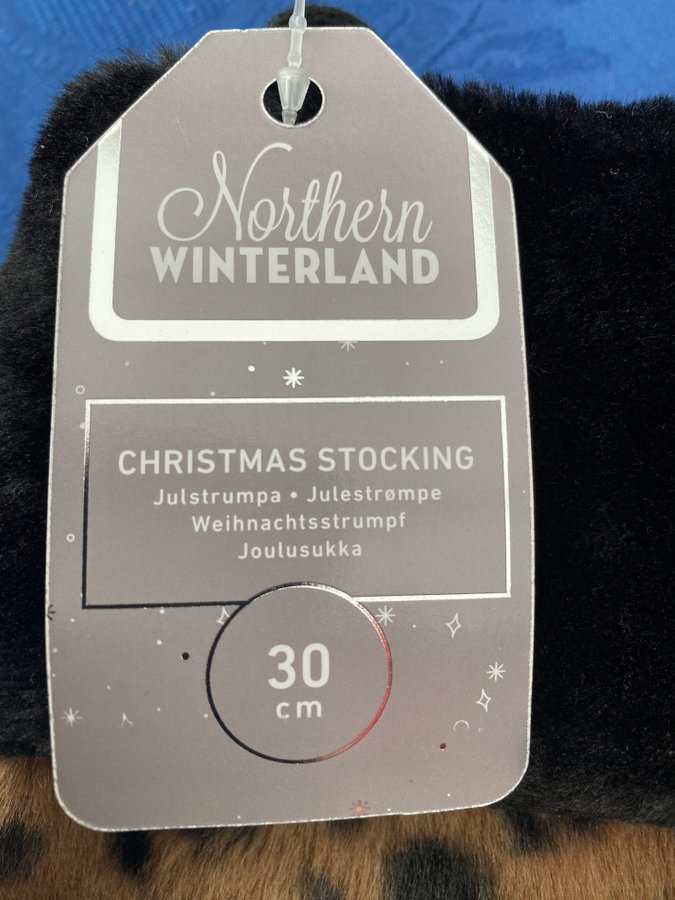 Northern
WINTERLAND
CHRISTMAS STOCKING
Julstrumpa • Julestrømpe
Weihnachtsstrumpf
Joulusukka
30
cm